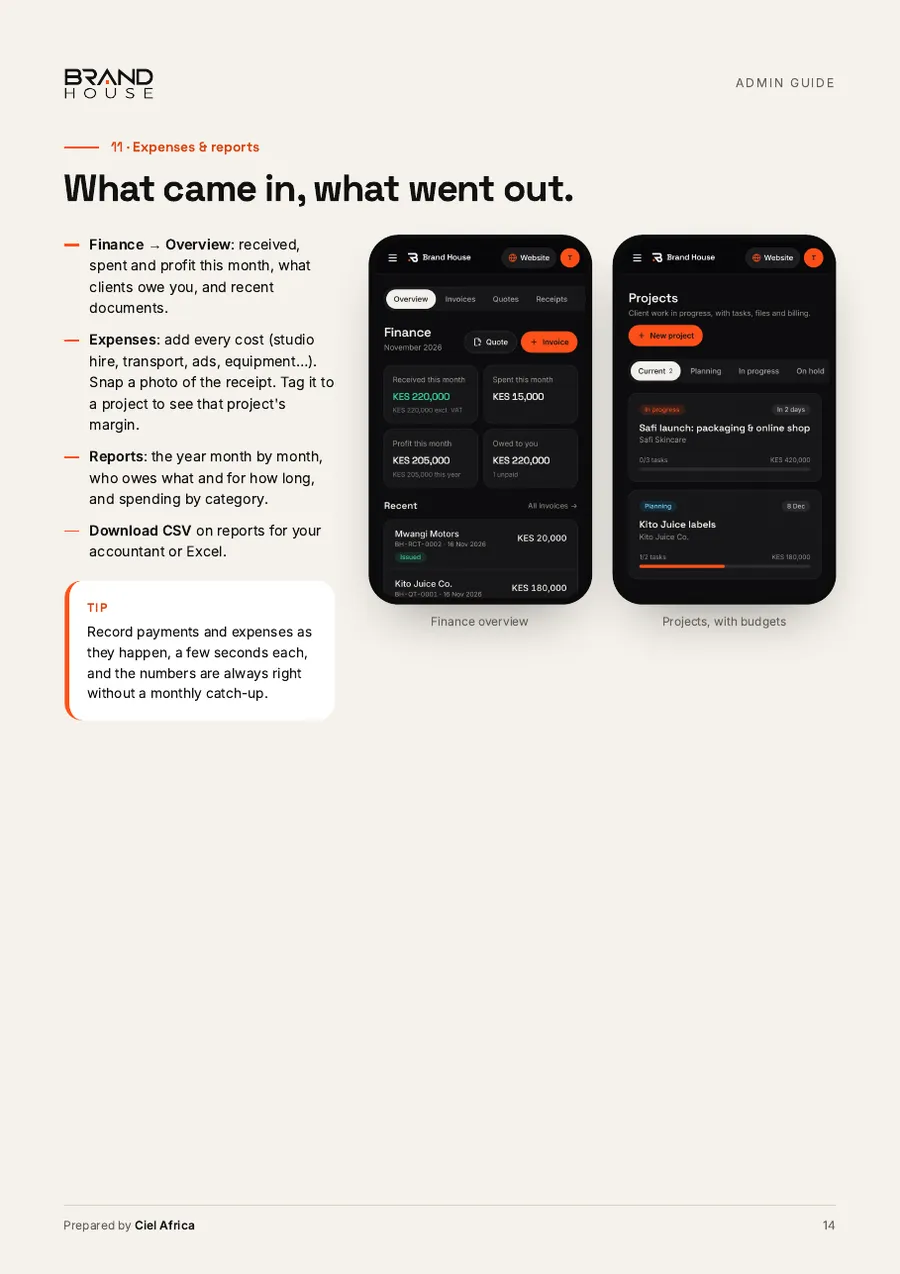 BRAND
HOUSE
ADMIN GUIDE
11 · Expenses & reports
What came in, what went out.
Finance → Overview: received,
spent and profit this month, what
clients owe you, and recent
documents.
Expenses: add every cost (studio
hire, transport, ads, equipment...).
Snap a photo of the receipt. Tag it to
a project to see that project's
margin.
Reports: the year month by month,
who owes what and for how long,
and spending by category.
Download CSV on reports for your
accountant or Excel.
TIP
Record payments and expenses as
they happen, a few seconds each,
and the numbers are always right
without a monthly catch-up.
Brand House
Website
T
Overview Invoices Quotes Receipts
Finance
November 2026
Quote
+ Invoice
Received this month
KES 220,000
KES 220,000 excl. VAT
Spent this month
KES 15,000
Profit this month
KES 205,000
KES 205,000 this year
Owed to you
KES 220,000
1 unpaid
Recent
All invoices →
Mwangi Motors
BH-RCT-0002 · 16 Nov 2026
Issued
KES 20,000
Kito Juice Co.
BH-QT-0001 · 16 Nov 2026
KES 180,000
Finance overview
Brand House
Website
T
Projects
Client work in progress, with tasks, files and billing.
+ New project
Current 2 Planning In progress On hold
In progress
In 2 days
Safi launch: packaging & online shop
Safi Skincare
0/3 tasks
KES 420,000
Planning
8 Dec
Kito Juice labels
Kito Juice Co.
1/2 tasks
KES 180,000
Projects, with budgets
Prepared by Ciel Africa
14